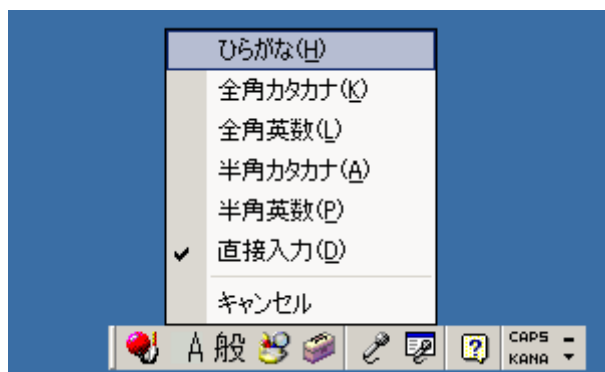 ひらがな(H)
全角カタカナ(K)
全角英数(L)
半角カタカナ(A)
半角英数(P)
直接入力(D)
キャンセル
A 般 ? CAPS
KANA